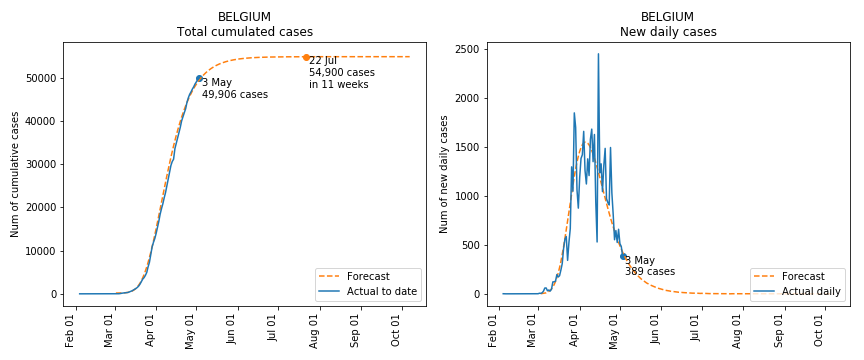 BELGIUM
Total cumulated cases
Num of cumulative cases
50000
40000
30000
20000
10000
0
3 May
49,906 cases
22 Jul
54,900 cases
in 11 weeks
Forecast
Actual to date
Feb 01
Mar 01
Apr 01
May 01
Jun 01
Jul 01
Aug 01
Sep 01
Oct 01
BELGIUM
New daily cases
Num of new daily cases
2500
2000
1500
1000
500
0
3 May
389 cases
Forecast
Actual daily
Feb 01
Mar 01
Apr 01
May 01
Jun 01
Jul 01
Aug 01
Sep 01
Oct 01